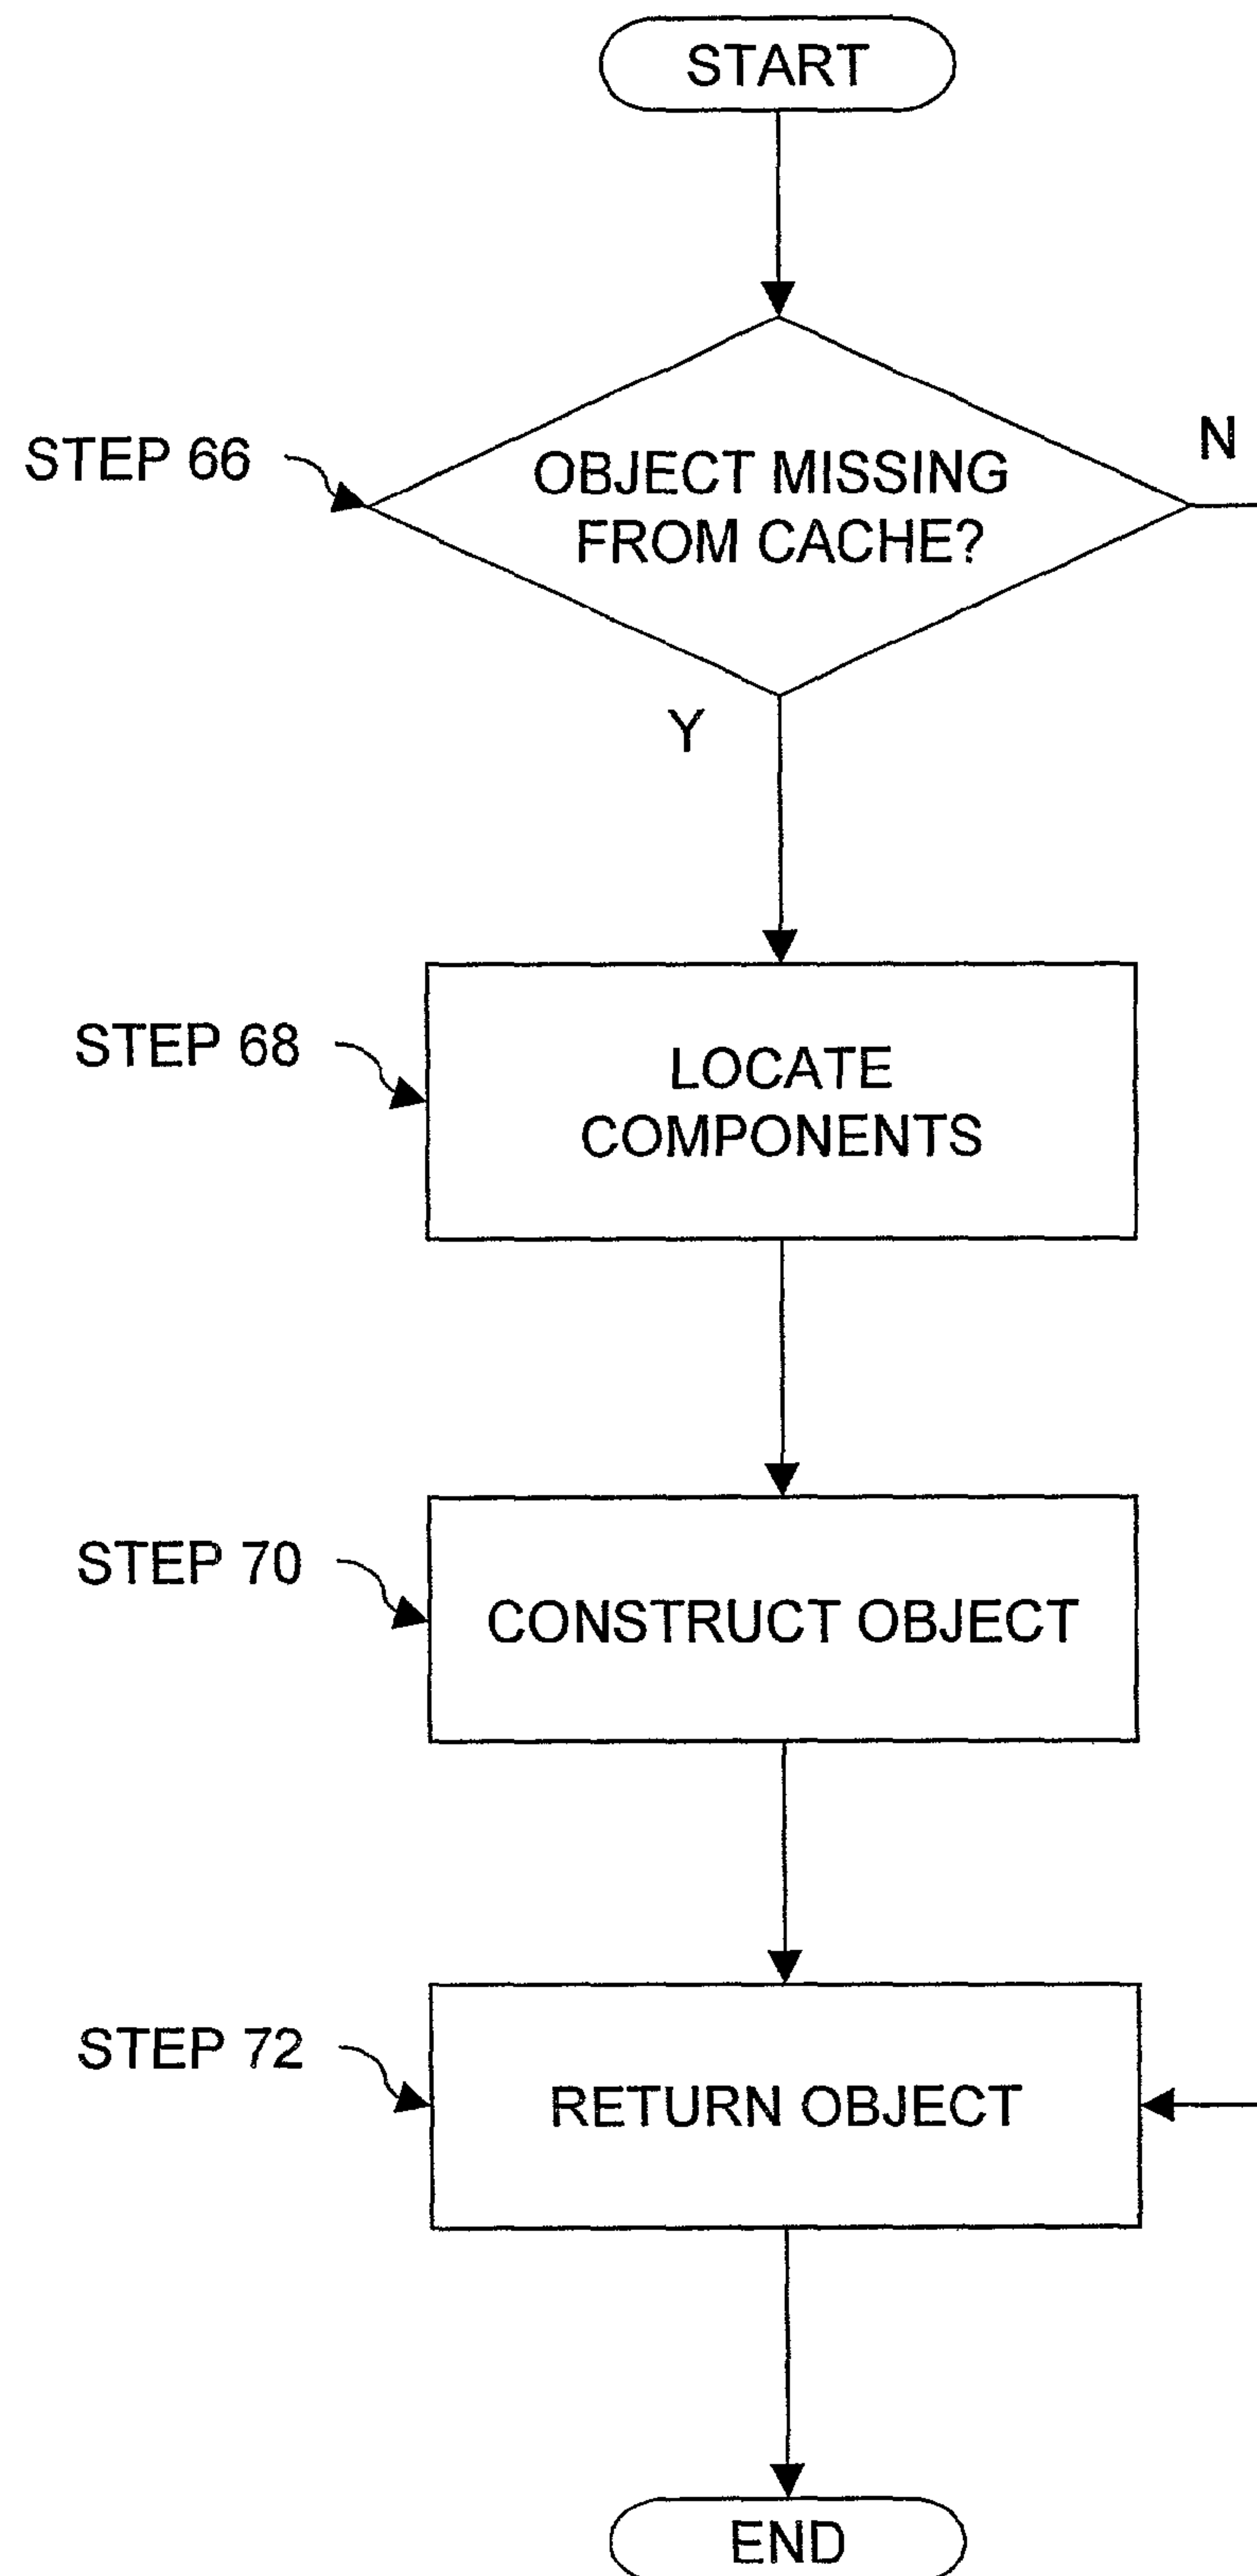 START
STEP 66
OBJECT MISSING
FROM CACHE?
N
Y
STEP 68
LOCATE
COMPONENTS
STEP 70
CONSTRUCT OBJECT
STEP 72
RETURN OBJECT
END